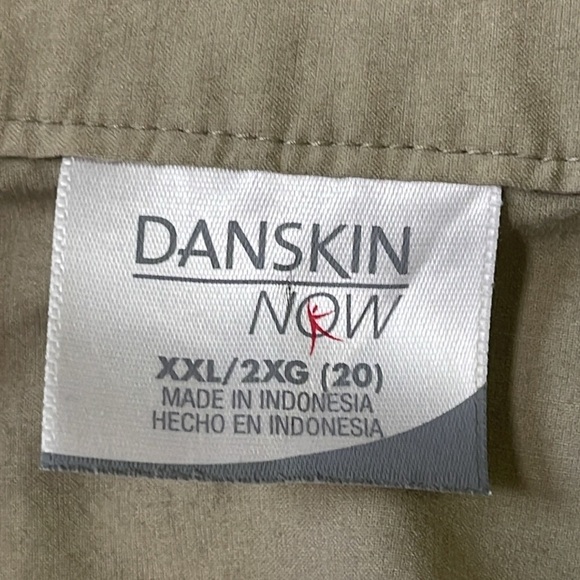 DANSKIN
NOW
XXL/2XG (20)
MADE IN INDONESIA
HECHO EN INDONESIA